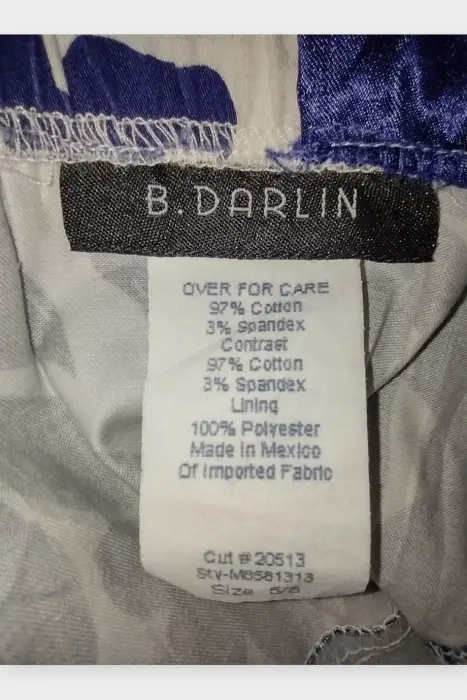 B.DARLIN
OVER FOR CARE
97% Cotton
3% Spandex
Contrast
97% Cotton
3% Spandex
Lining
100% Polyester
Made In Mexico
Of Imported Fabric
Cut # 20513
Size 5/6